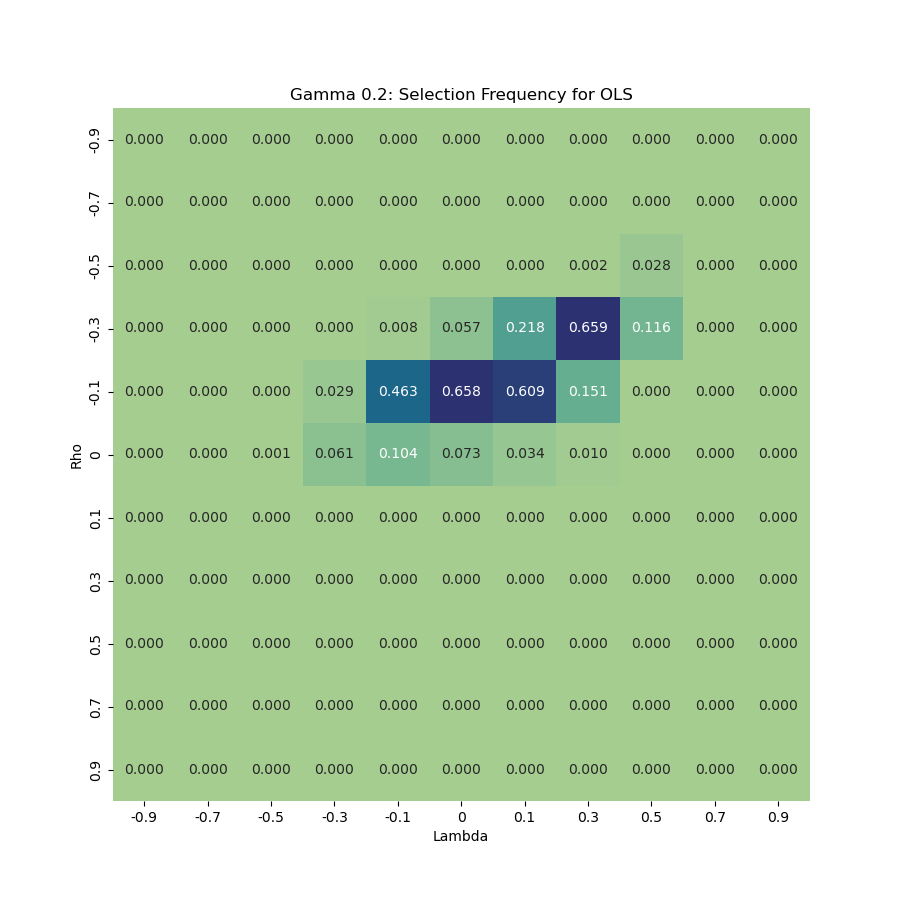 Gamma 0.2: Selection Frequency for OLS
-0.9 0.000 0.000 0.000 0.000 0.000 0.000 0.000 0.000 0.000 0.000 0.000
-0.7 0.000 0.000 0.000 0.000 0.000 0.000 0.000 0.000 0.000 0.000 0.000
-0.5 0.000 0.000 0.000 0.000 0.000 0.000 0.000 0.002 0.028 0.000 0.000
-0.3 0.000 0.000 0.000 0.000 0.008 0.057 0.218 0.659 0.116 0.000 0.000
-0.1 0.000 0.000 0.000 0.029 0.463 0.658 0.609 0.151 0.000 0.000 0.000
Rho
0 0.000 0.000 0.001 0.061 0.104 0.073 0.034 0.010 0.000 0.000 0.000
0.1 0.000 0.000 0.000 0.000 0.000 0.000 0.000 0.000 0.000 0.000 0.000
0.3 0.000 0.000 0.000 0.000 0.000 0.000 0.000 0.000 0.000 0.000 0.000
0.5 0.000 0.000 0.000 0.000 0.000 0.000 0.000 0.000 0.000 0.000 0.000
0.7 0.000 0.000 0.000 0.000 0.000 0.000 0.000 0.000 0.000 0.000 0.000
0.9 0.000 0.000 0.000 0.000 0.000 0.000 0.000 0.000 0.000 0.000 0.000
-0.9 -0.7 -0.5 -0.3 -0.1 0 0.1 0.3 0.5 0.7 0.9
Lambda